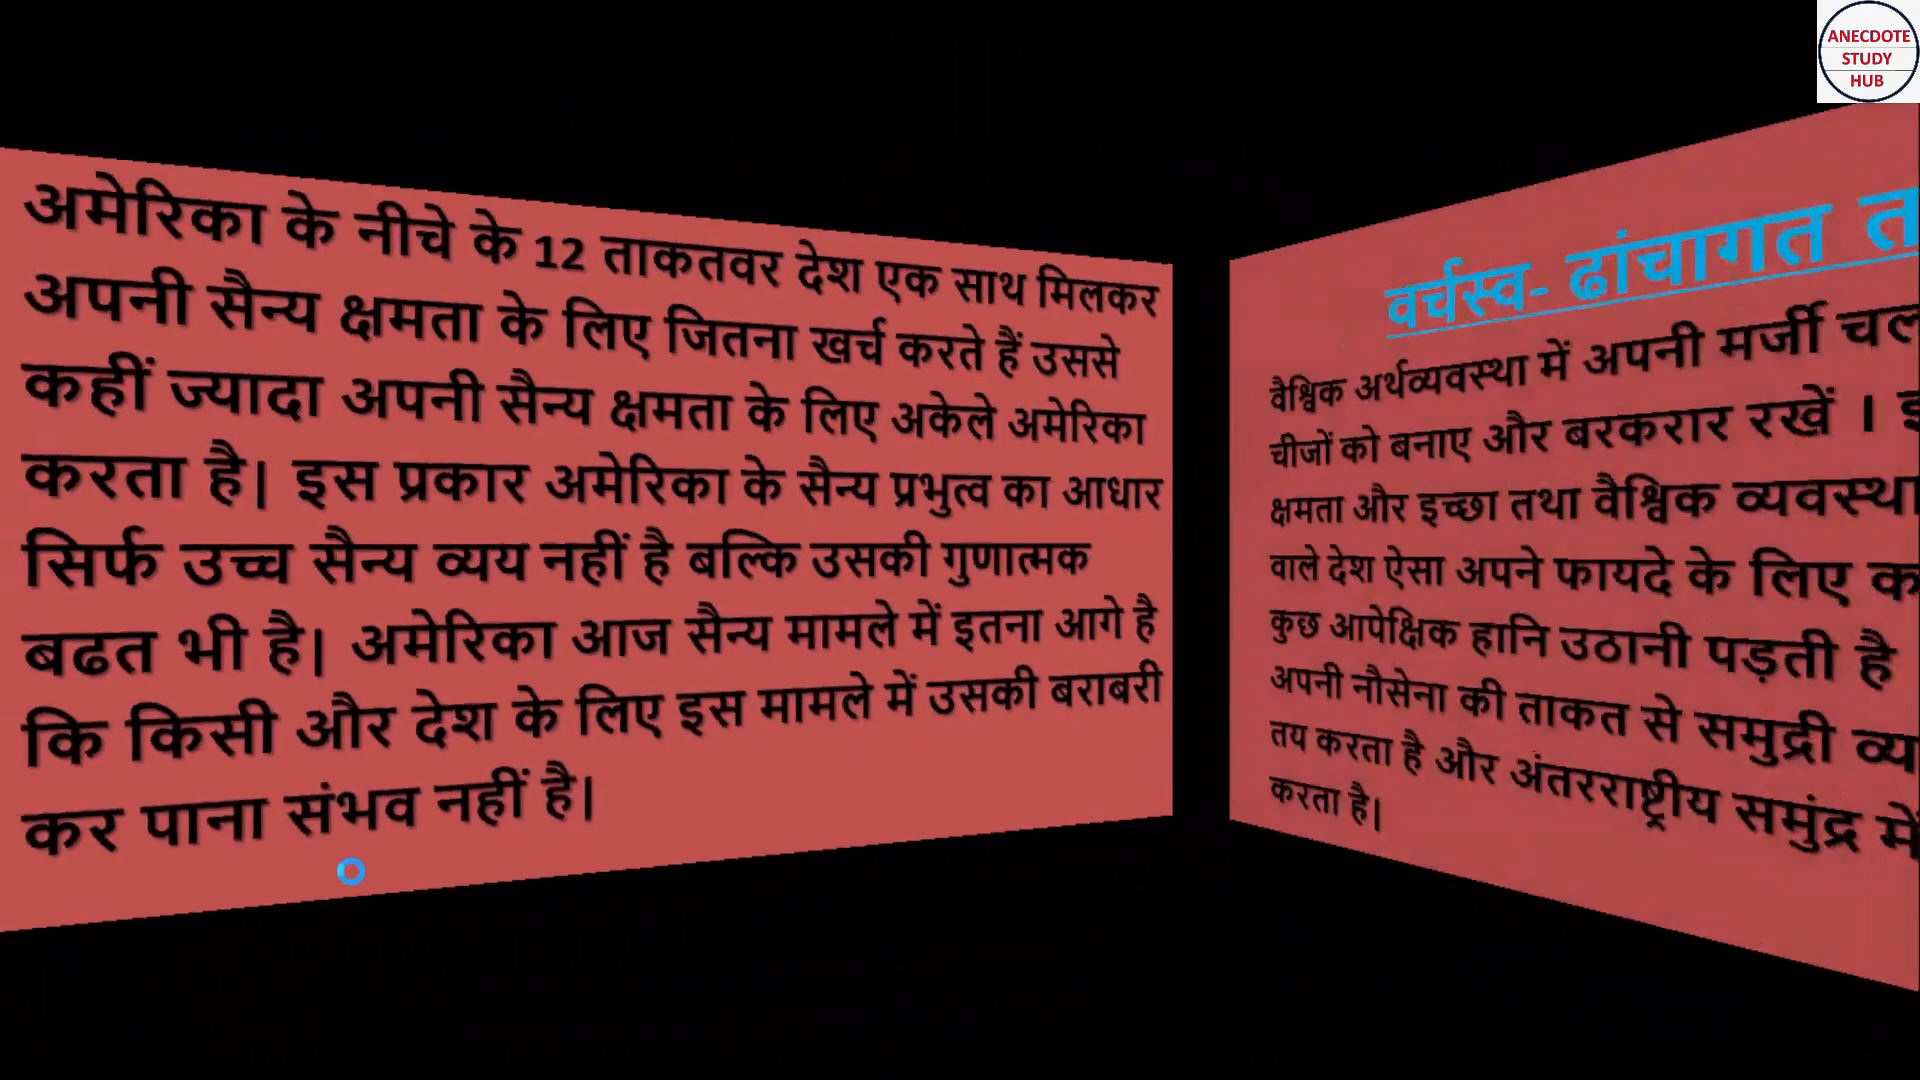 ANECDOTE
STUDY
HUB
अमेरिका के नीचे के 12 ताकतवर देश एक साथ मिलकर
अपनी सैन्य क्षमता के लिए जितना खर्च करते हैं उससे
कहीं ज्यादा अपनी सैन्य क्षमता के लिए अकेले अमेरिका
करता है| इस प्रकार अमेरिका के सैन्य प्रभुत्व का आधार
सिर्फ उच्च सैन्य व्यय नहीं है बल्कि उसकी गुणात्मक
बढत भी है| अमेरिका आज सैन्य मामले में इतना आगे है
कि किसी और देश के लिए इस मामले में उसकी बराबरी
कर पाना संभव नहीं है|
वर्चस्व- ढांचागत
वैश्विक अर्थव्यवस्था में अपनी मर्जी
चीजों को बनाए और बरकरार रखें ।
क्षमता और इच्छा तथा वैश्विक व्यवस्था
वाले देश ऐसा अपने फायदे के लिए
कुछ आपेक्षिक हानि उठानी पड़ती है
अपनी नौसेना की ताकत से समुद्री
तय करता है और अंतरराष्ट्रीय समुंद्र में
करता है|